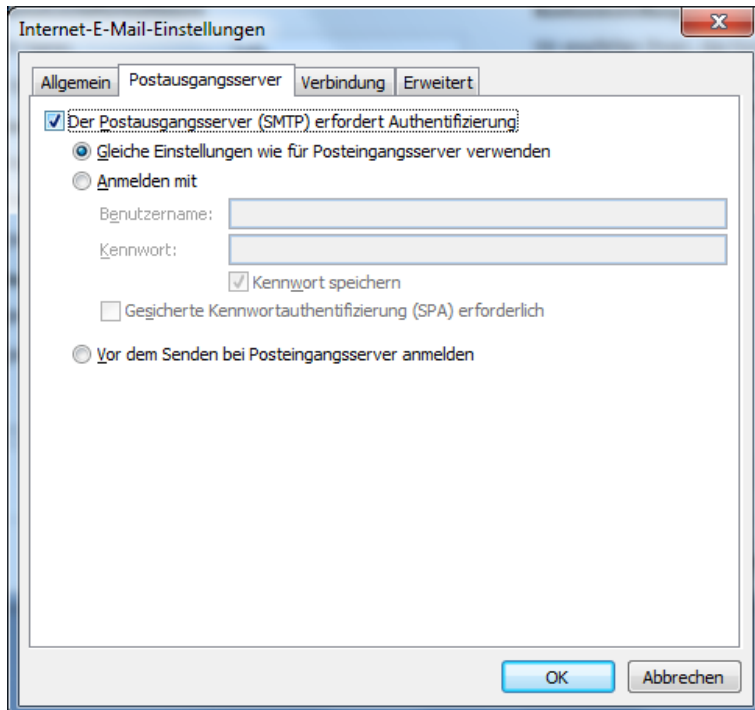 Internet-E-Mail-Einstellungen
Allgemein Postausgangsserver Verbindung Erweitert
Der Postausgangsserver (SMTP) erfordert Authentifizierung
Gleiche Einstellungen wie für Posteingangsserver verwenden
Anmelden mit
Benutzername:
Kennwort:
Kennwort speichern
Gesicherte Kennwortauthentifizierung (SPA) erforderlich
Vor dem Senden bei Posteingangsserver anmelden
OK Abbrechen